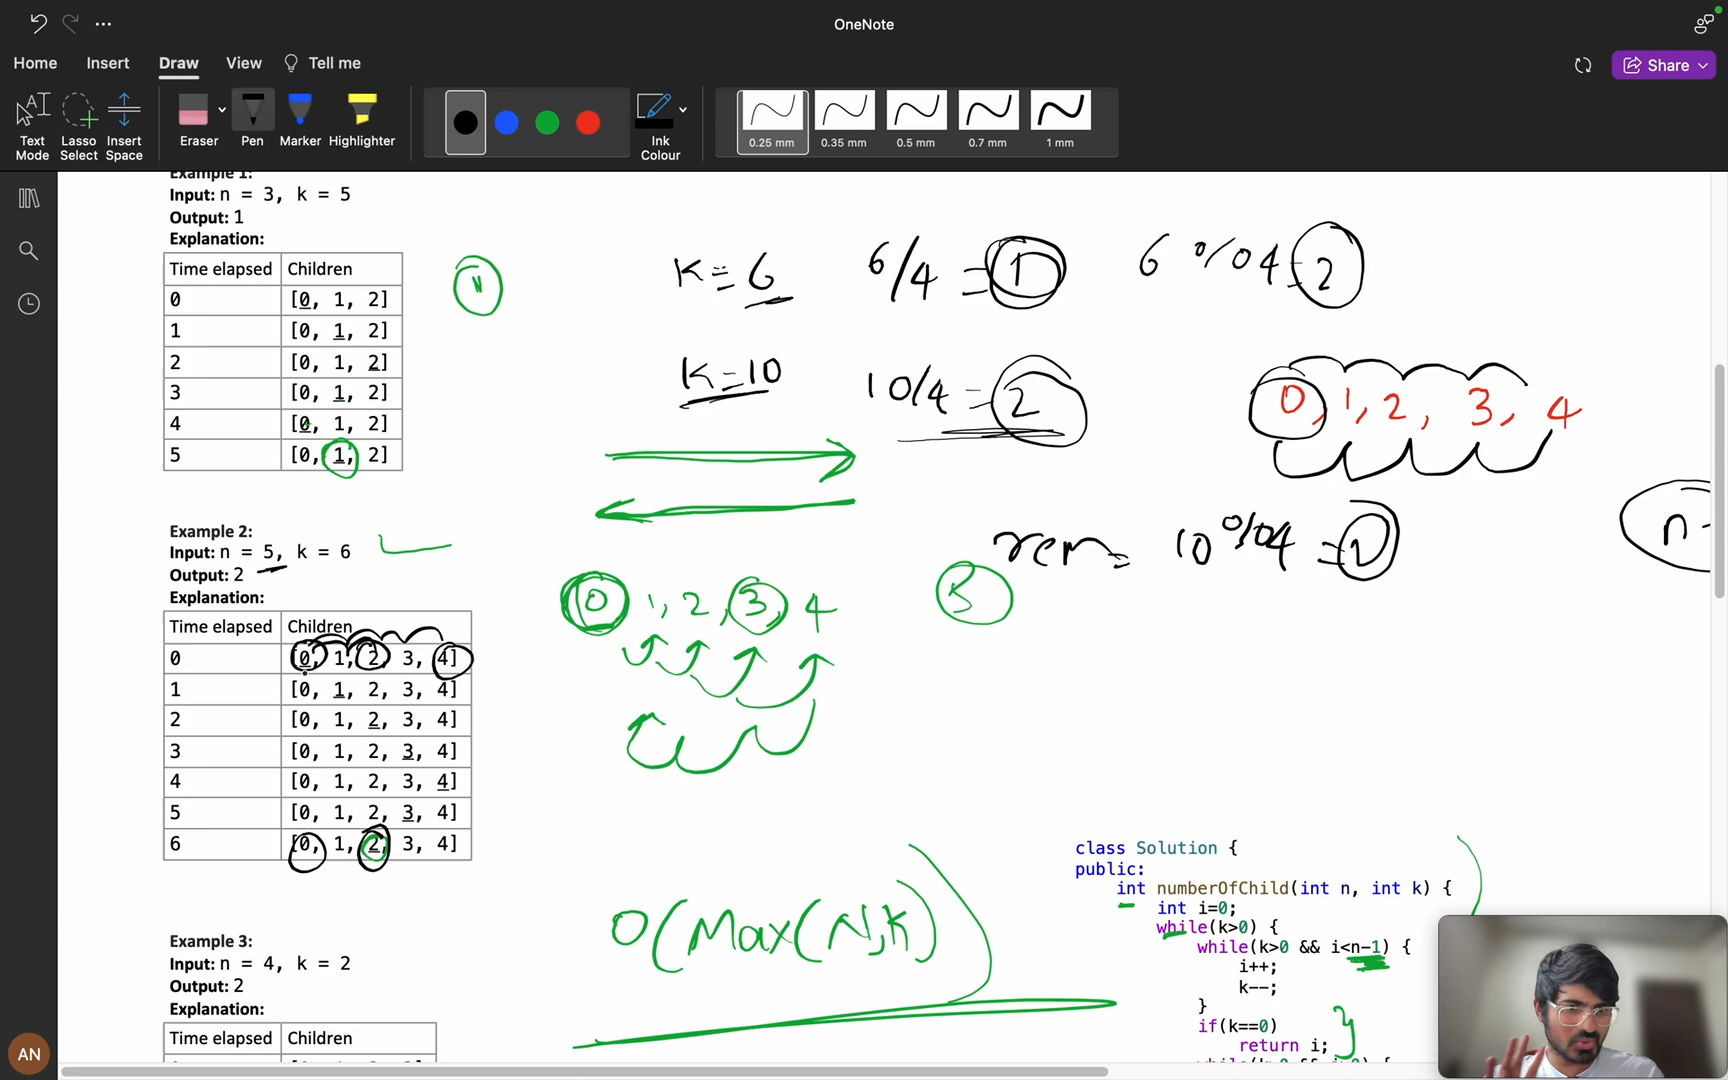 OneNote
Home Insert Draw View Tell me
Share
Text Mode
Lasso Select
Insert Space
Eraser
Pen
Marker
Highlighter
Ink Colour
0.25 mm
0.35 mm
0.5 mm
0.7 mm
1 mm
Example 1:
Input: n = 3, k = 5
Output: 1
Explanation:
Time elapsed Children
0 [0, 1, 2]
1 [0, 1, 2]
2 [0, 1, 2]
3 [0, 1, 2]
4 [0, 1, 2]
5 [0, 1, 2]
Example 2:
Input: n = 5, k = 6
Output: 2
Explanation:
Time elapsed Children
0 [0, 1, 2, 3, 4]
1 [0, 1, 2, 3, 4]
2 [0, 1, 2, 3, 4]
3 [0, 1, 2, 3, 4]
4 [0, 1, 2, 3, 4]
5 [0, 1, 2, 3, 4]
6 [0, 1, 2, 3, 4]
Example 3:
Input: n = 4, k = 2
Output: 2
Explanation:
Time elapsed Children
K = 6 6/4 = 1 6 % 4 = 2
K = 10 10/4 = 2
0, 1, 2, 3, 4
rem = 10 % 4 = 2
n-
0 1, 2, 3, 4
5
O(Max(N,K))
class Solution {
public:
int numberOfChild(int n, int k) {
int i=0;
while(k>0) {
while(k>0 && i<n-1) {
i++;
k--;
}
if(k==0)
return i;
AN